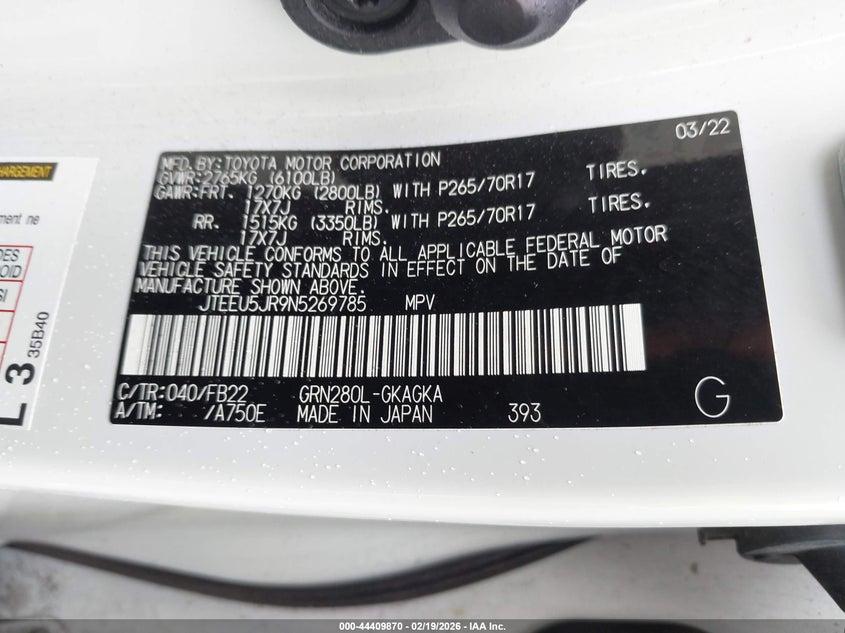 03/22
MFD. BY: TOYOTA MOTOR CORPORATION
GVWR: 2765KG (6100LB)
GAWR: FRT. 1270KG (2800LB) WITH P265/70R17 TIRES,
17X7J RIMS.
RR. 1515KG (3350LB) WITH P265/70R17 TIRES,
17X7J RIMS.
THIS VEHICLE CONFORMS TO ALL APPLICABLE FEDERAL MOTOR
VEHICLE SAFETY STANDARDS IN EFFECT ON THE DATE OF
MANUFACTURE SHOWN ABOVE.
JTEEU5JR9N5269785 MPV
C/TR: 040/FB22 GRN280L-GKAGKA
A/TM: /A750E MADE IN JAPAN 393
G
L 3
35B40
000-44409870 - 02/19/2026 - IAA Inc.